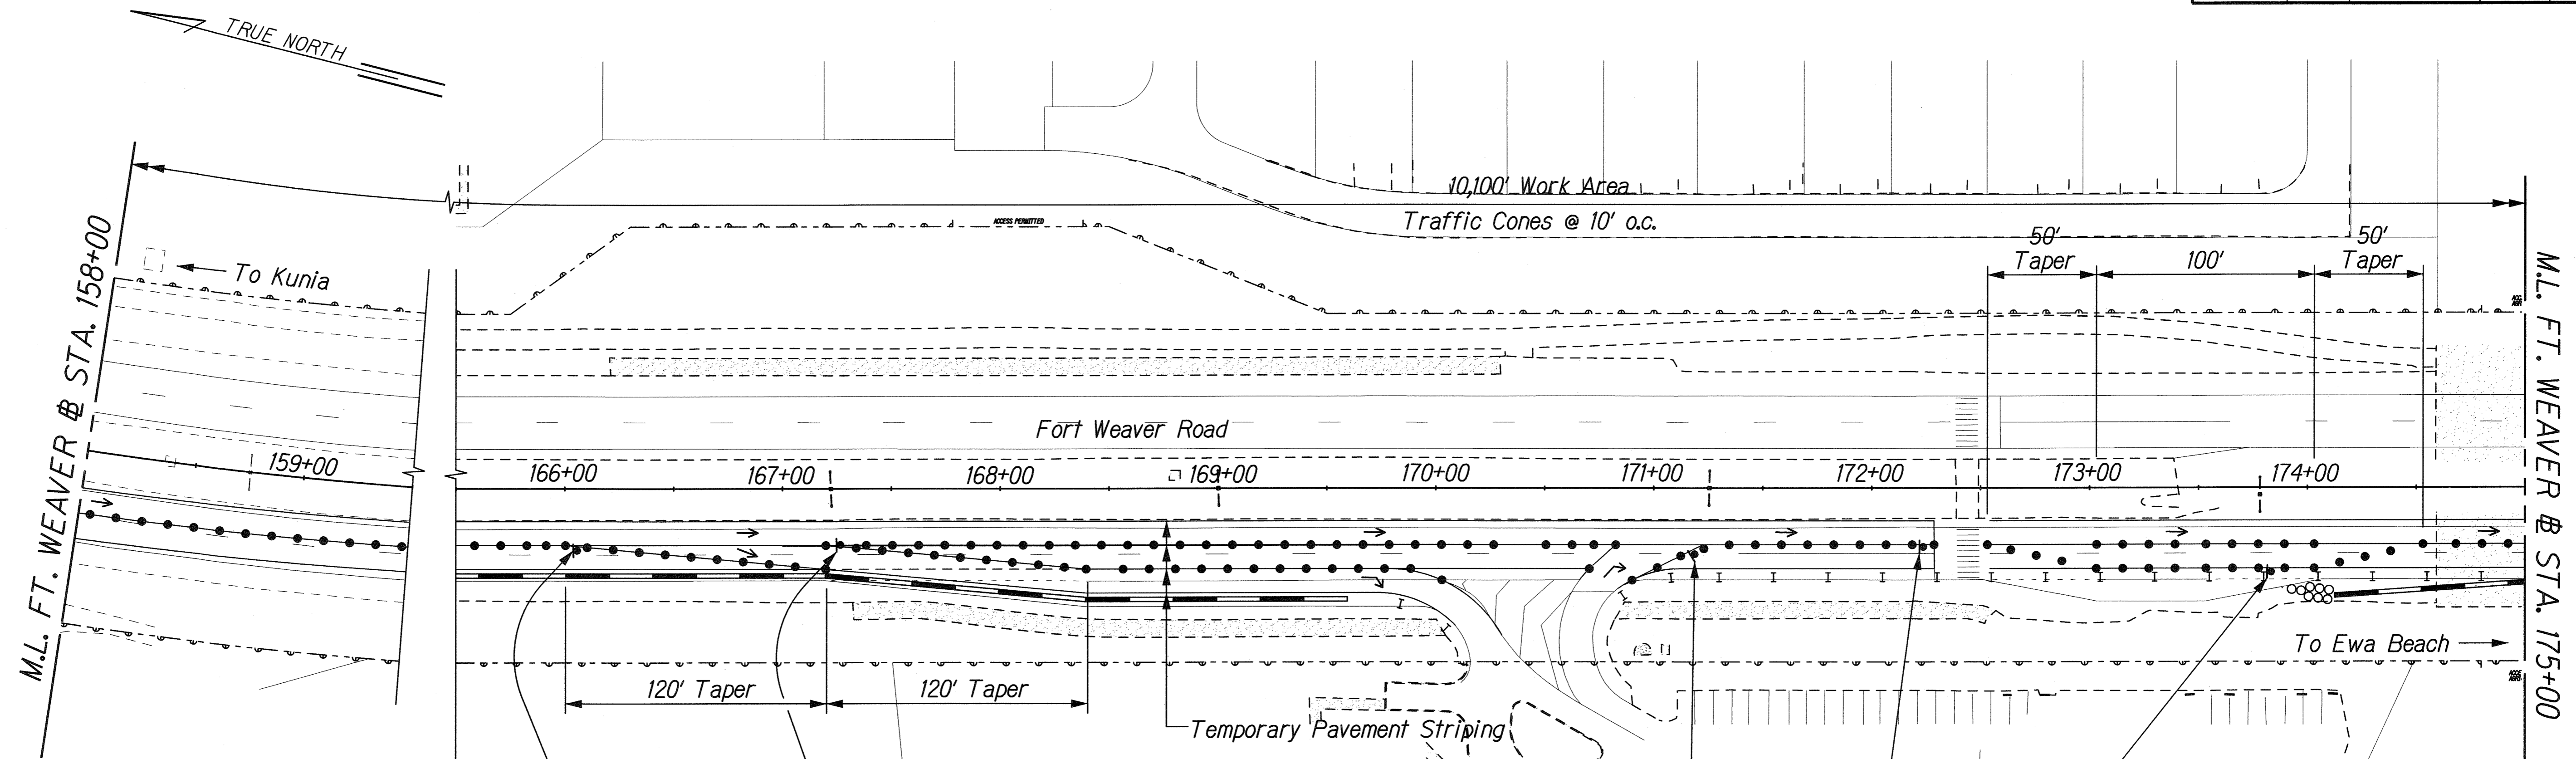 TRUE NORTH
10,100' Work Area
Traffic Cones @ 10' o.c.
ACCESS PERMITTED
50'
Taper
100'
50'
Taper
To Kunia
M.L. FT. WEAVER ℄ STA. 158+00
Fort Weaver Road
159+00
166+00
167+00
168+00
169+00
170+00
171+00
172+00
173+00
174+00
M.L. FT. WEAVER ℄ STA. 175+00
To Ewa Beach
120' Taper
120' Taper
Temporary Pavement Striping